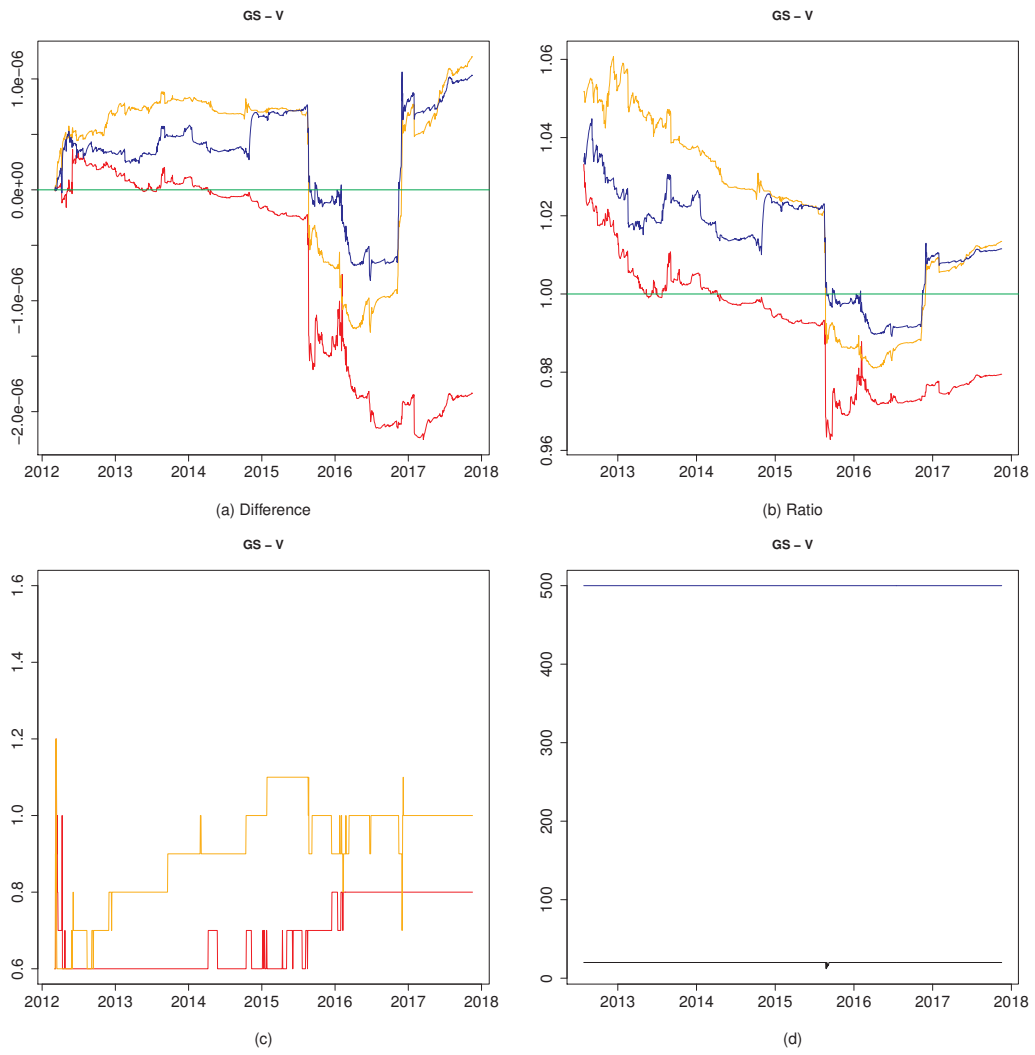 GS − V
1.0e−06
0.0e+00
−1.0e−06
−2.0e−06
2012 2013 2014 2015 2016 2017 2018
(a) Difference
GS − V
1.06
1.04
1.02
1.00
0.98
0.96
2013 2014 2015 2016 2017 2018
(b) Ratio
GS − V
1.6
1.4
1.2
1.0
0.8
0.6
2012 2013 2014 2015 2016 2017 2018
(c)
GS − V
500
400
300
200
100
0
2013 2014 2015 2016 2017 2018
(d)